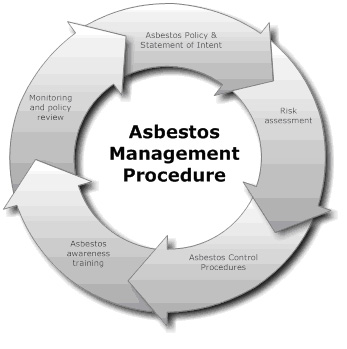 Asbestos Policy &
Statement of Intent
Risk
assessment
Asbestos Control
Procedures
Asbestos
awareness
training
Monitoring
and policy
review
Asbestos
Management
Procedure